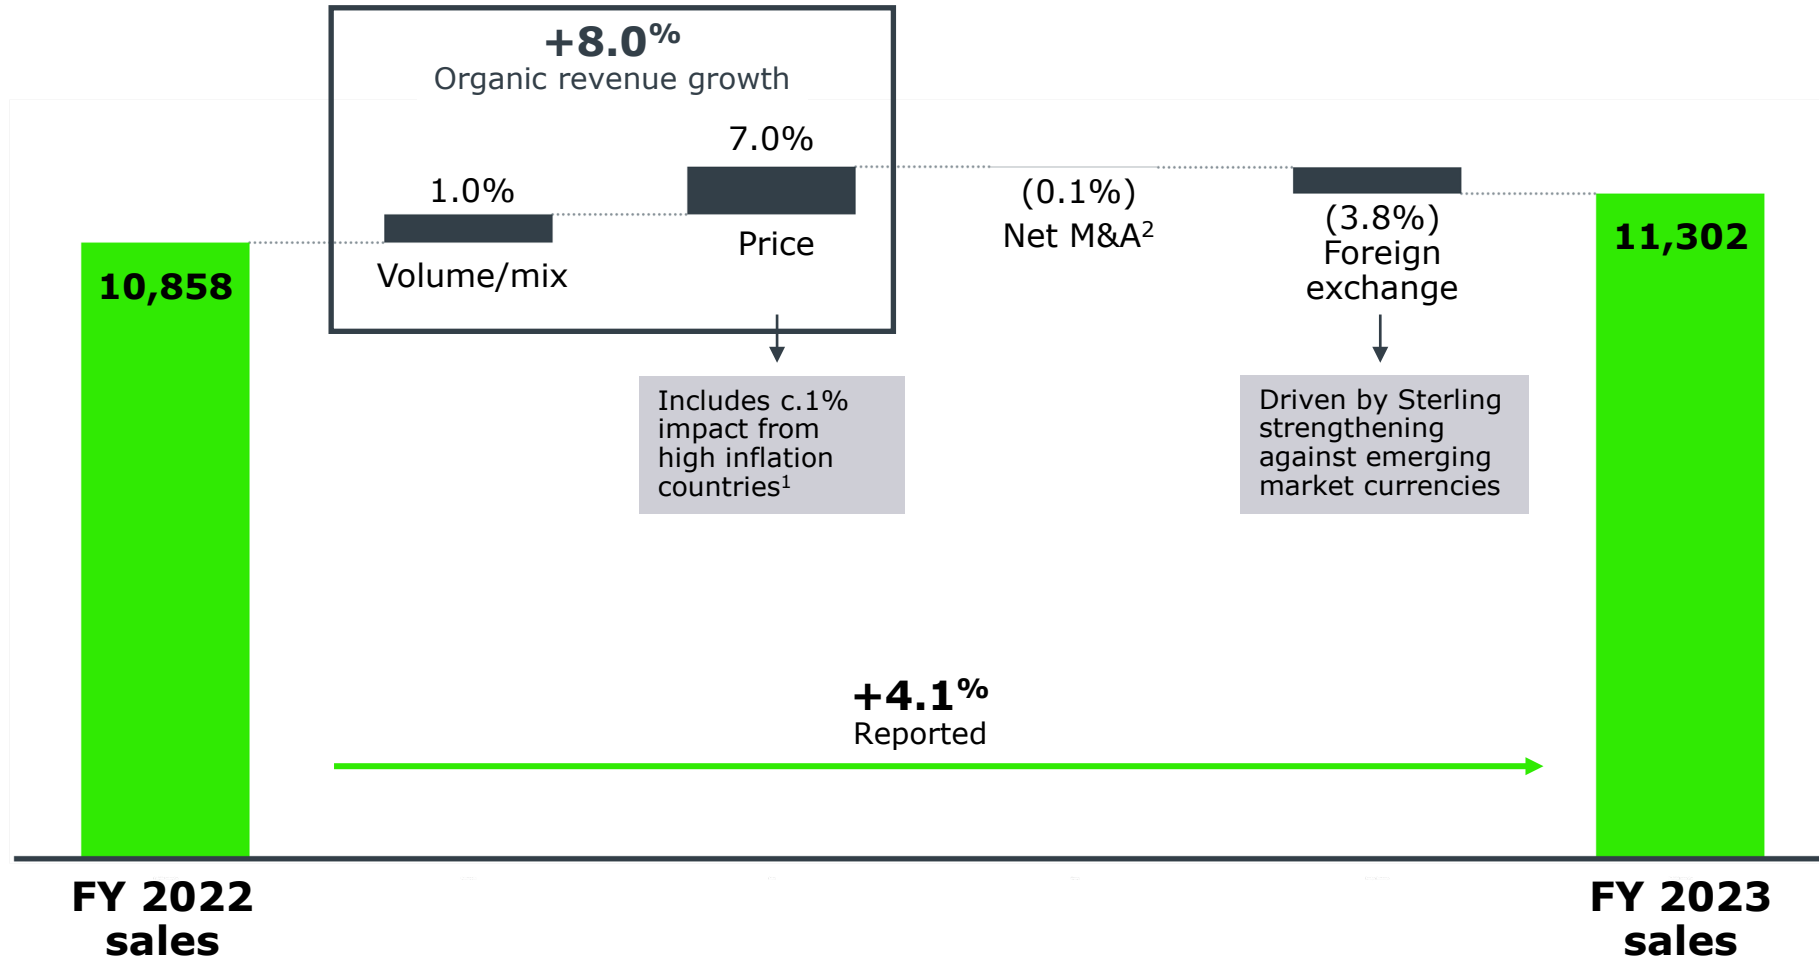 +8.0%
Organic revenue growth
1.0%
Volume/mix
7.0%
Price
(0.1%)
Net M&A²
(3.8%)
Foreign
exchange
10,858
11,302
Includes c.1%
impact from
high inflation
countries¹
Driven by Sterling
strengthening
against emerging
market currencies
+4.1%
Reported
FY 2022
sales
FY 2023
sales